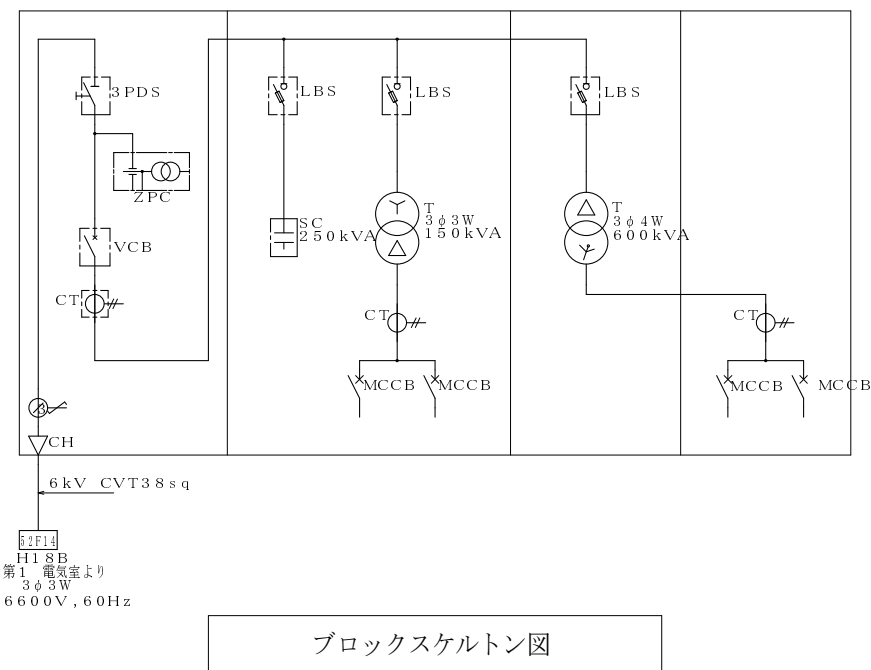 3PDS
LBS
LBS
LBS
ZPC
T
3φ3W
150kVA
T
3φ4W
600kVA
SC
250kVA
VCB
CT
CT
CT
MCCB
MCCB
MCCB
MCCB
3
CH
6kV CVT38sq
52F14
H18B
第1 電気室より
3φ3W
6600V,60Hz
ブロックスケルトン図